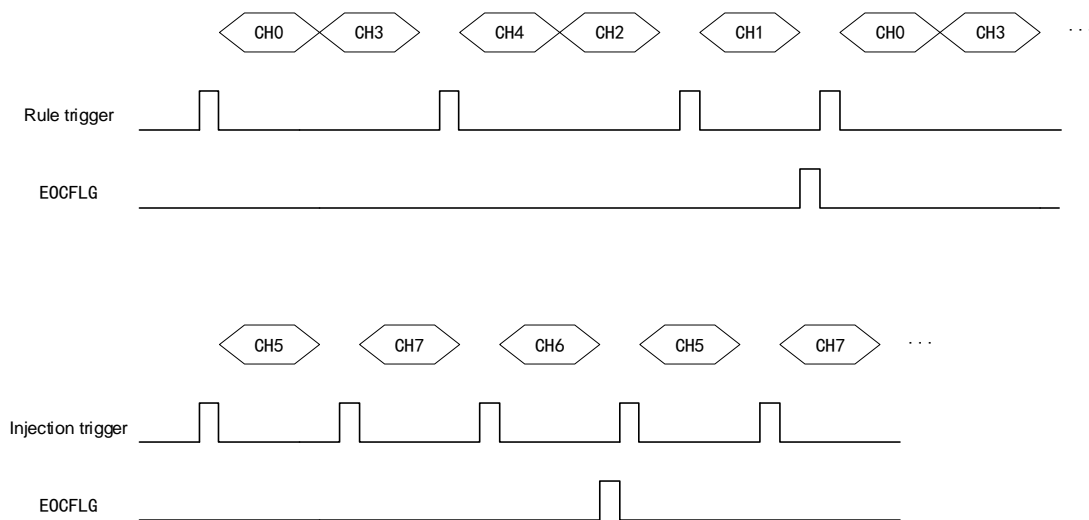 CH0 CH3 CH4 CH2 CH1 CH0 CH3 ..
Rule trigger
EOCFLG
CH5 CH7 CH6 CH5 CH7 ...
Injection trigger
EOCFLG